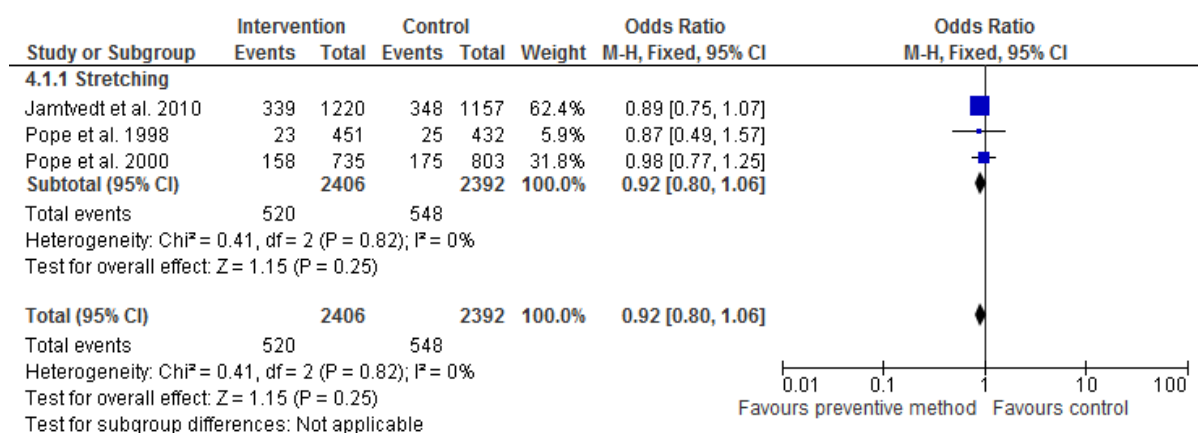 Intervention Control Odds Ratio Odds Ratio
Study or Subgroup Events Total Events Total Weight M-H, Fixed, 95% CI M-H, Fixed, 95% CI
4.1.1 Stretching
Jamtvedt et al. 2010 339 1220 348 1157 62.4% 0.89 [0.75, 1.07]
Pope et al. 1998 23 451 25 432 5.9% 0.87 [0.49, 1.57]
Pope et al. 2000 158 735 175 803 31.8% 0.98 [0.77, 1.25]
Subtotal (95% CI) 2406 2392 100.0% 0.92 [0.80, 1.06]
Total events 520 548
Heterogeneity: Chi² = 0.41, df = 2 (P = 0.82); I² = 0%
Test for overall effect: Z = 1.15 (P = 0.25)
Total (95% CI) 2406 2392 100.0% 0.92 [0.80, 1.06]
Total events 520 548
Heterogeneity: Chi² = 0.41, df = 2 (P = 0.82); I² = 0%
Test for overall effect: Z = 1.15 (P = 0.25)
Test for subgroup differences: Not applicable
0.01 0.1 1 10 100
Favours preventive method Favours control